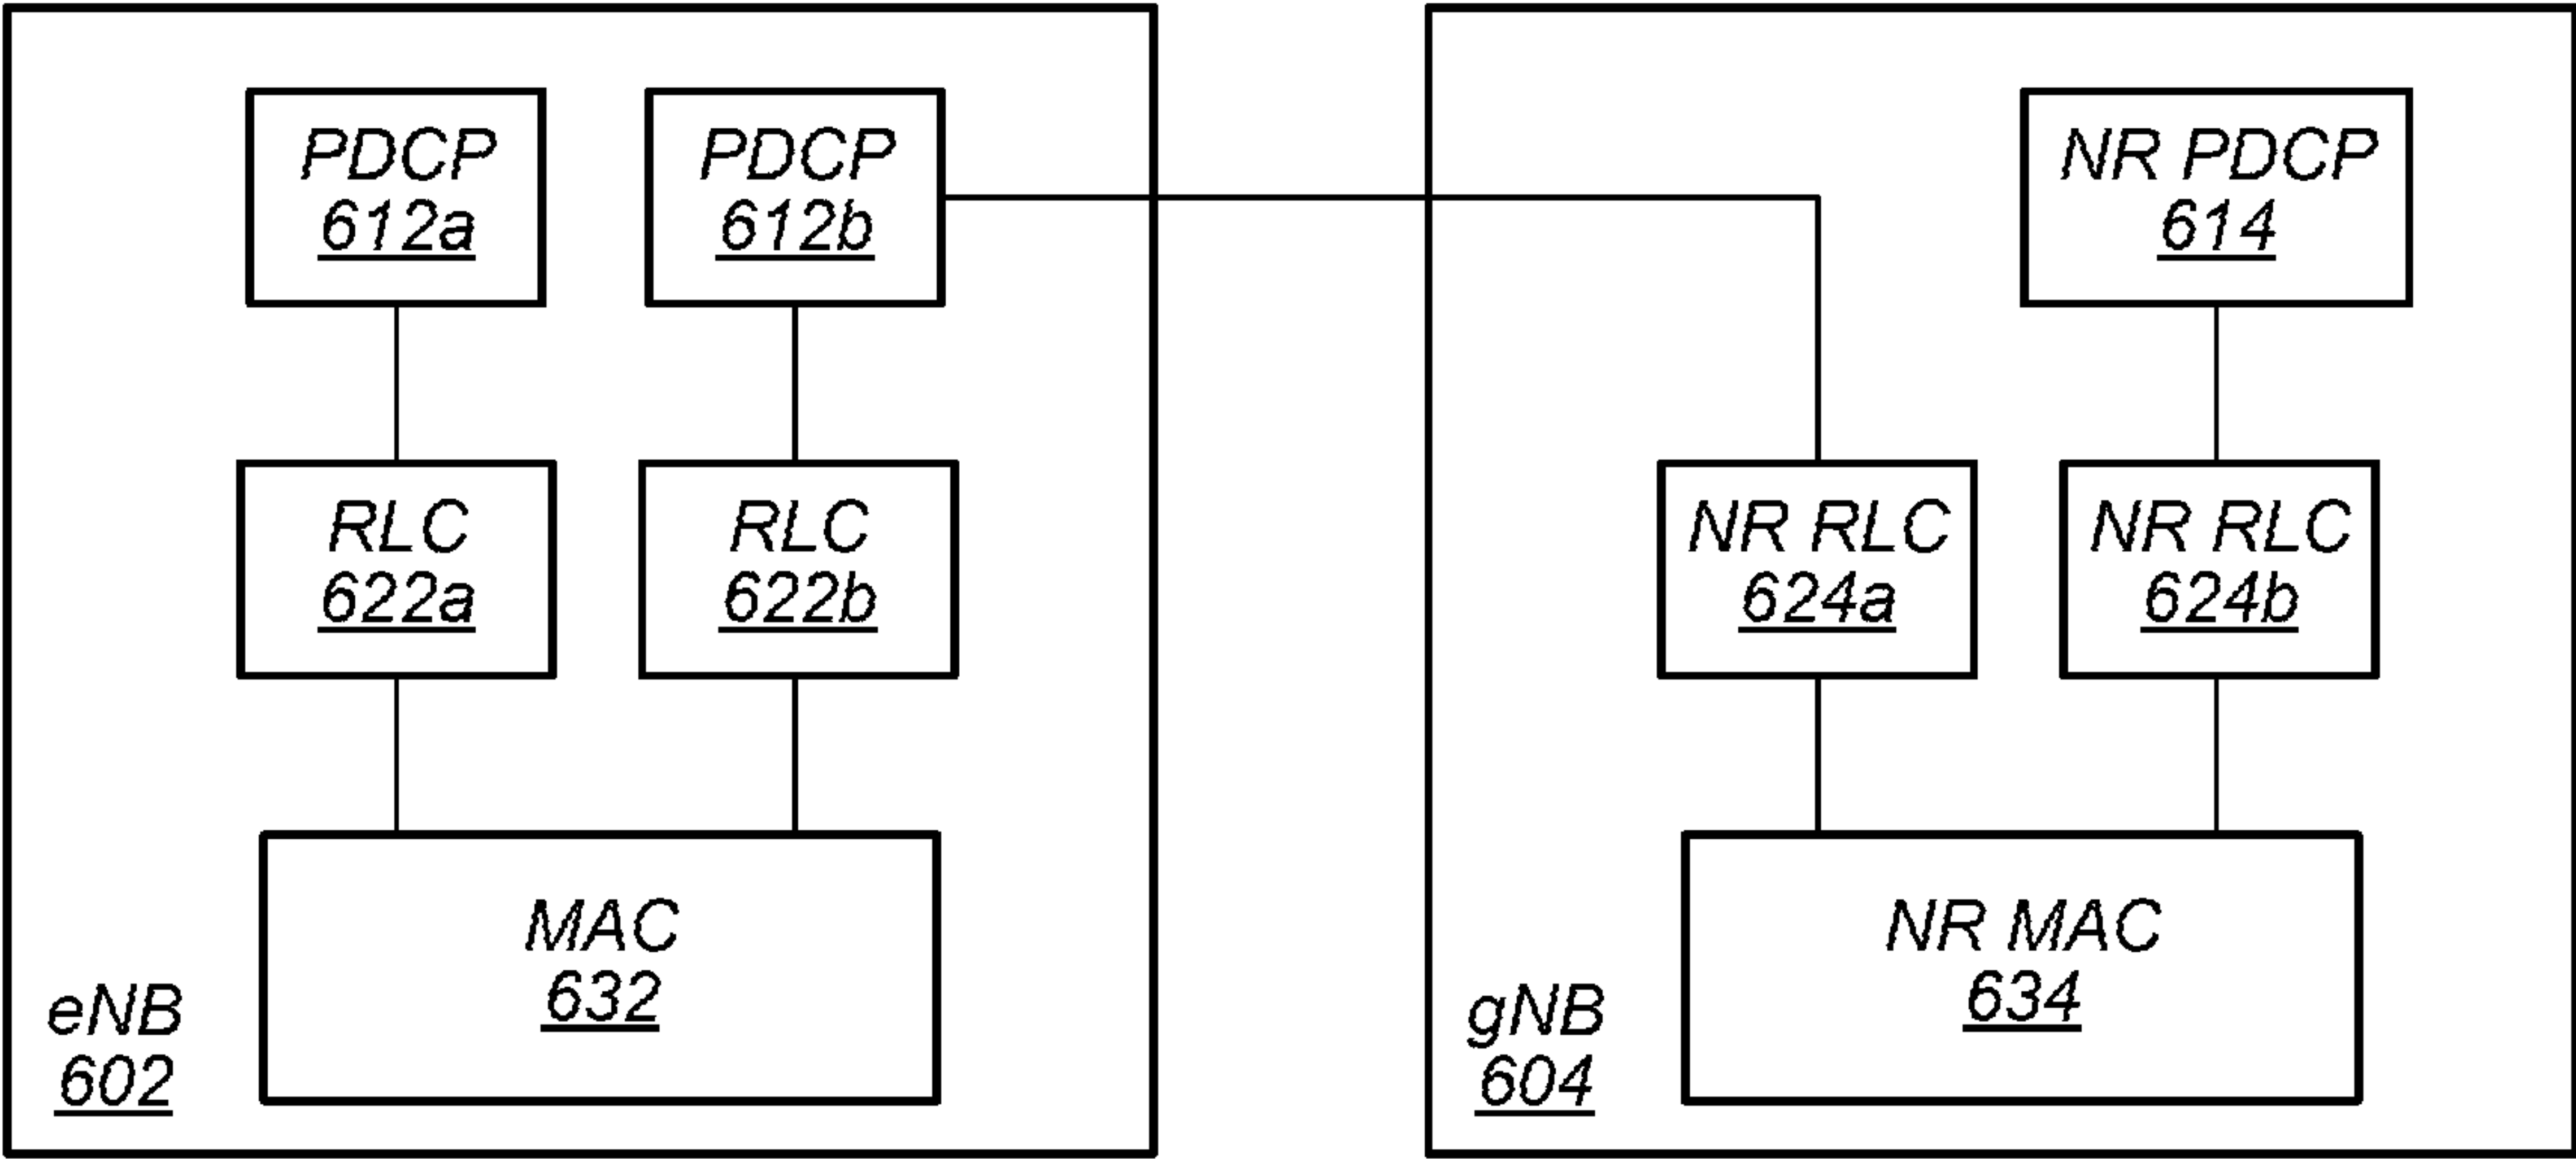 PDCP
612a
PDCP
612b
NR PDCP
614
RLC
622a
RLC
622b
NR RLC
624a
NR RLC
624b
MAC
632
NR MAC
634
eNB
602
gNB
604